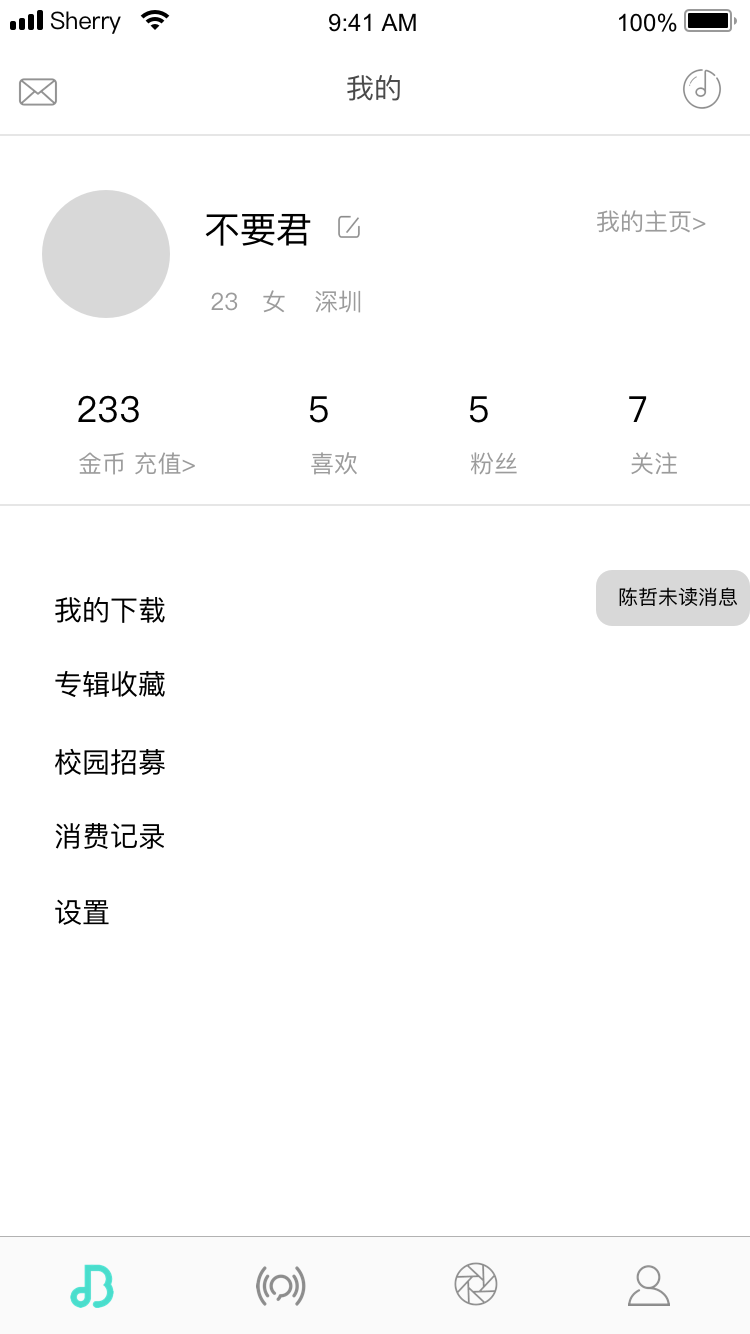 Sherry 9:41 AM 100%
我的
不要君 我的主页>
23 女 深圳
233 5 5 7
金币 充值> 喜欢 粉丝 关注
我的下载 陈哲未读消息
专辑收藏
校园招募
消费记录
设置